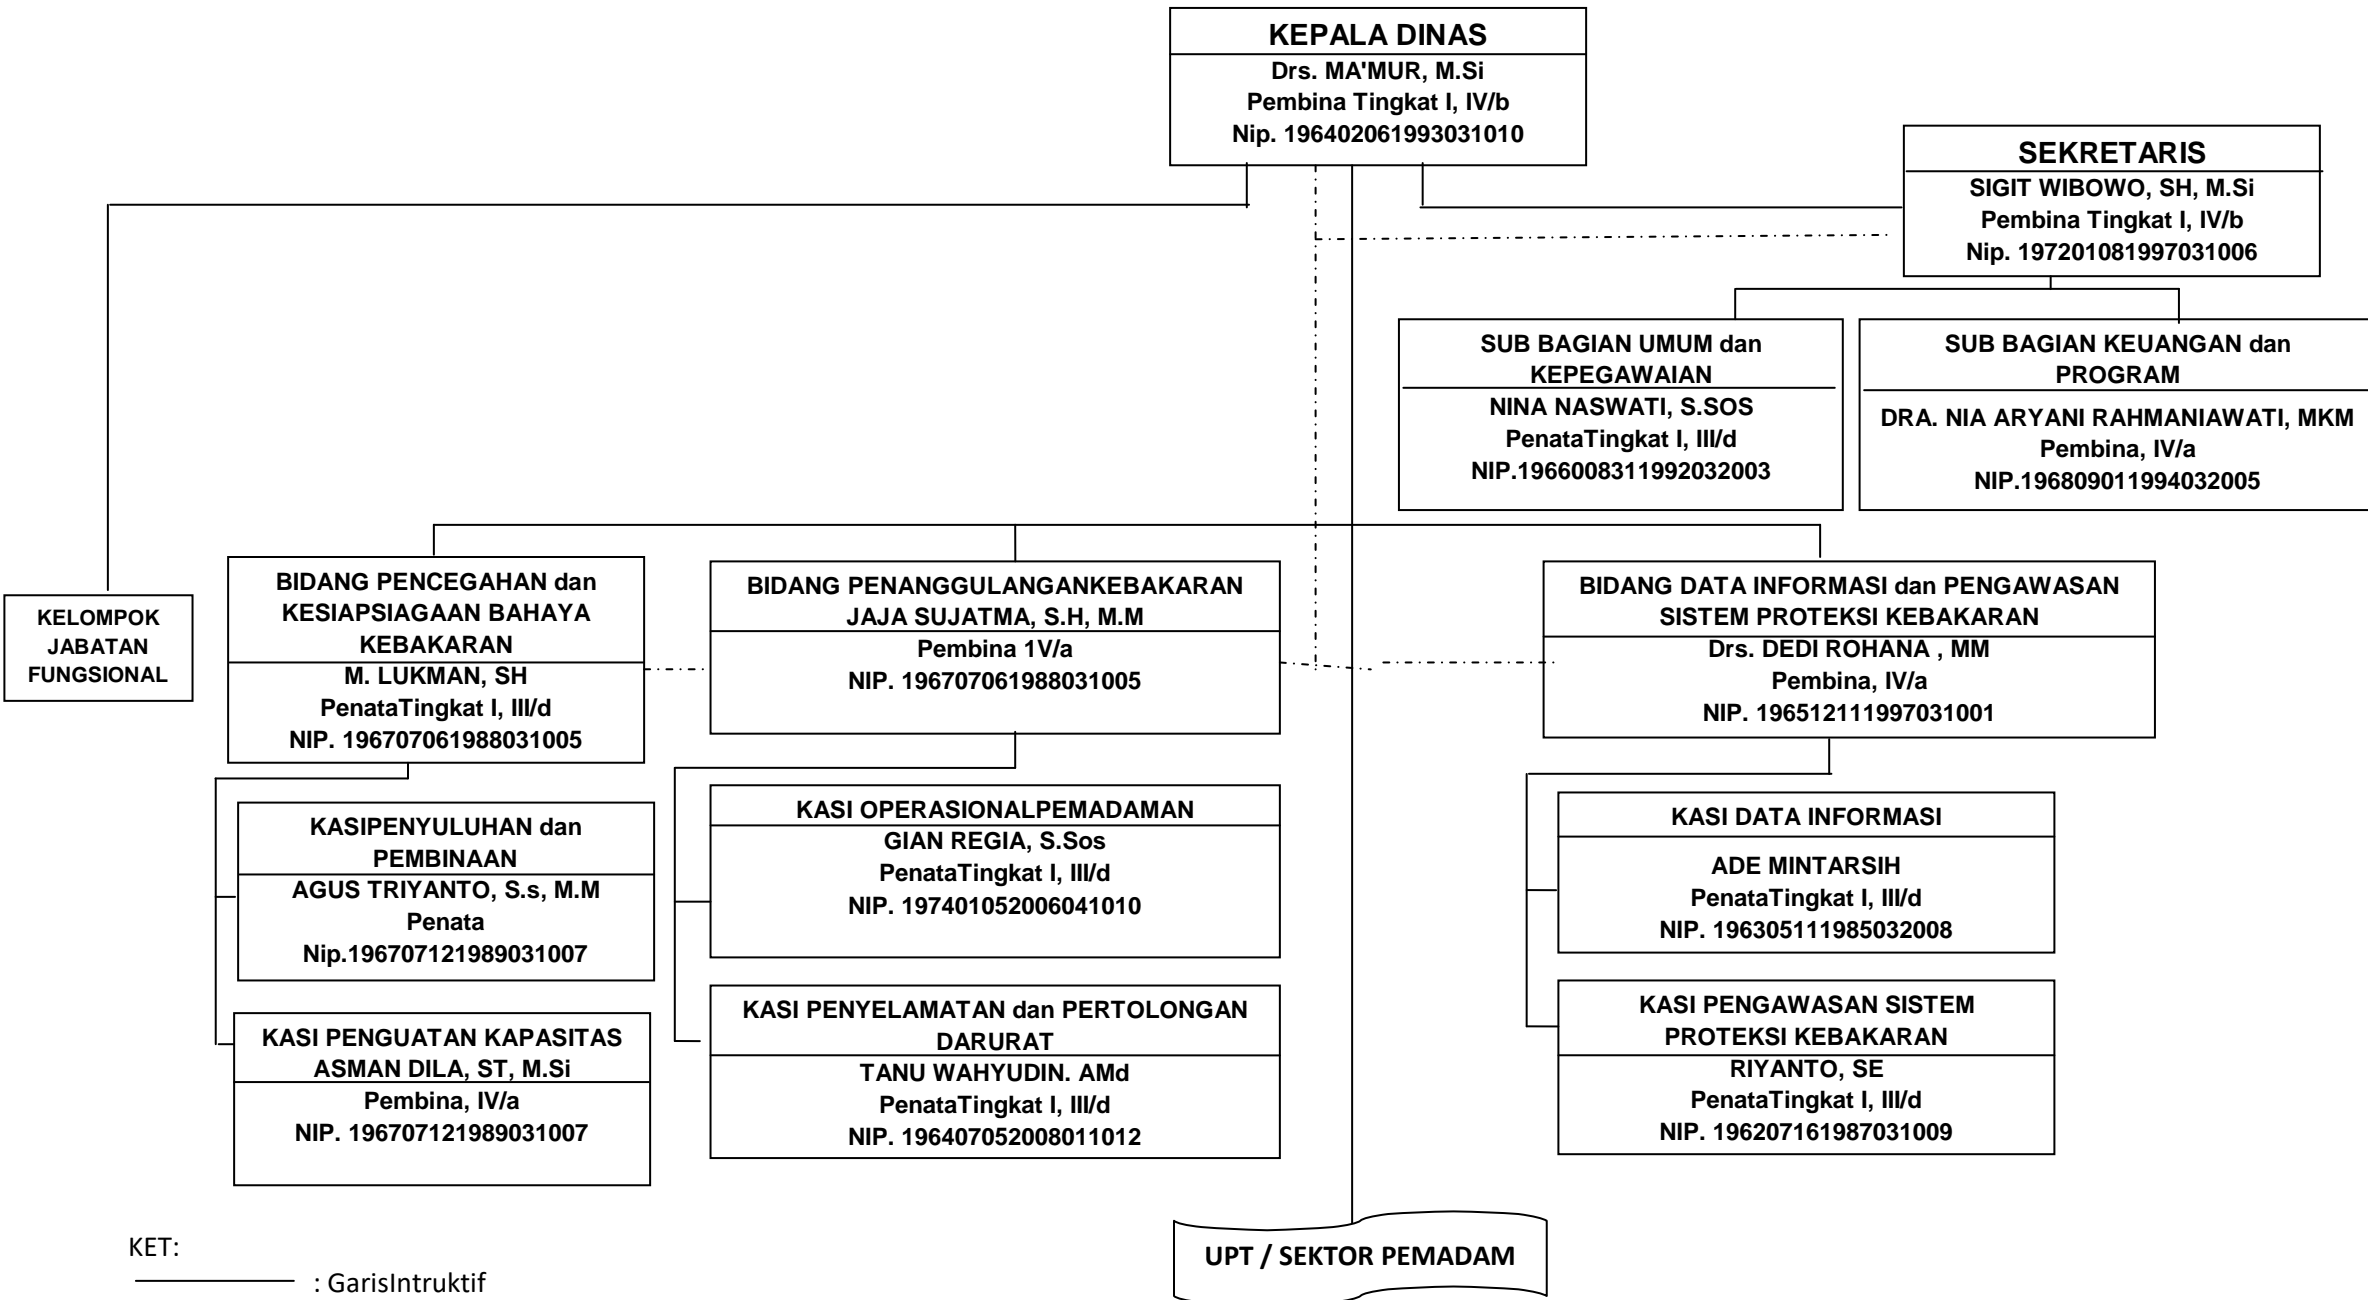 KEPALA DINAS
Drs. MA'MUR, M.Si
Pembina Tingkat I, IV/b
Nip. 196402061993031010
SEKRETARIS
SIGIT WIBOWO, SH, M.Si
Pembina Tingkat I, IV/b
Nip. 197201081997031006
SUB BAGIAN UMUM dan
KEPEGAWAIAN
NINA NASWATI, S.SOS
PenataTingkat I, III/d
NIP.1966008311992032003
SUB BAGIAN KEUANGAN dan
PROGRAM
DRA. NIA ARYANI RAHMANIAWATI, MKM
Pembina, IV/a
NIP.196809011994032005
KELOMPOK
JABATAN
FUNGSIONAL
BIDANG PENCEGAHAN dan
KESIAPSIAGAAN BAHAYA
KEBAKARAN
M. LUKMAN, SH
PenataTingkat I, III/d
NIP. 196707061988031005
BIDANG PENANGGULANGANKEBAKARAN
JAJA SUJATMA, S.H, M.M
Pembina 1V/a
NIP. 196707061988031005
BIDANG DATA INFORMASI dan PENGAWASAN
SISTEM PROTEKSI KEBAKARAN
Drs. DEDI ROHANA , MM
Pembina, IV/a
NIP. 196512111997031001
KASIPENYULUHAN dan
PEMBINAAN
AGUS TRIYANTO, S.s, M.M
Penata
Nip.196707121989031007
KASI PENGUATAN KAPASITAS
ASMAN DILA, ST, M.Si
Pembina, IV/a
NIP. 196707121989031007
KASI OPERASIONALPEMADAMAN
GIAN REGIA, S.Sos
PenataTingkat I, III/d
NIP. 197401052006041010
KASI PENYELAMATAN dan PERTOLONGAN
DARURAT
TANU WAHYUDIN. AMd
PenataTingkat I, III/d
NIP. 196407052008011012
KASI DATA INFORMASI
ADE MINTARSIH
PenataTingkat I, III/d
NIP. 196305111985032008
KASI PENGAWASAN SISTEM
PROTEKSI KEBAKARAN
RIYANTO, SE
PenataTingkat I, III/d
NIP. 196207161987031009
UPT / SEKTOR PEMADAM
KET:
: GarisIntruktif